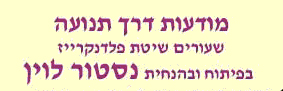 מודעות דרך תנועה
שעורים שיטת פלדנקרייז
בפיתוח ובהנחית נסטור לוין